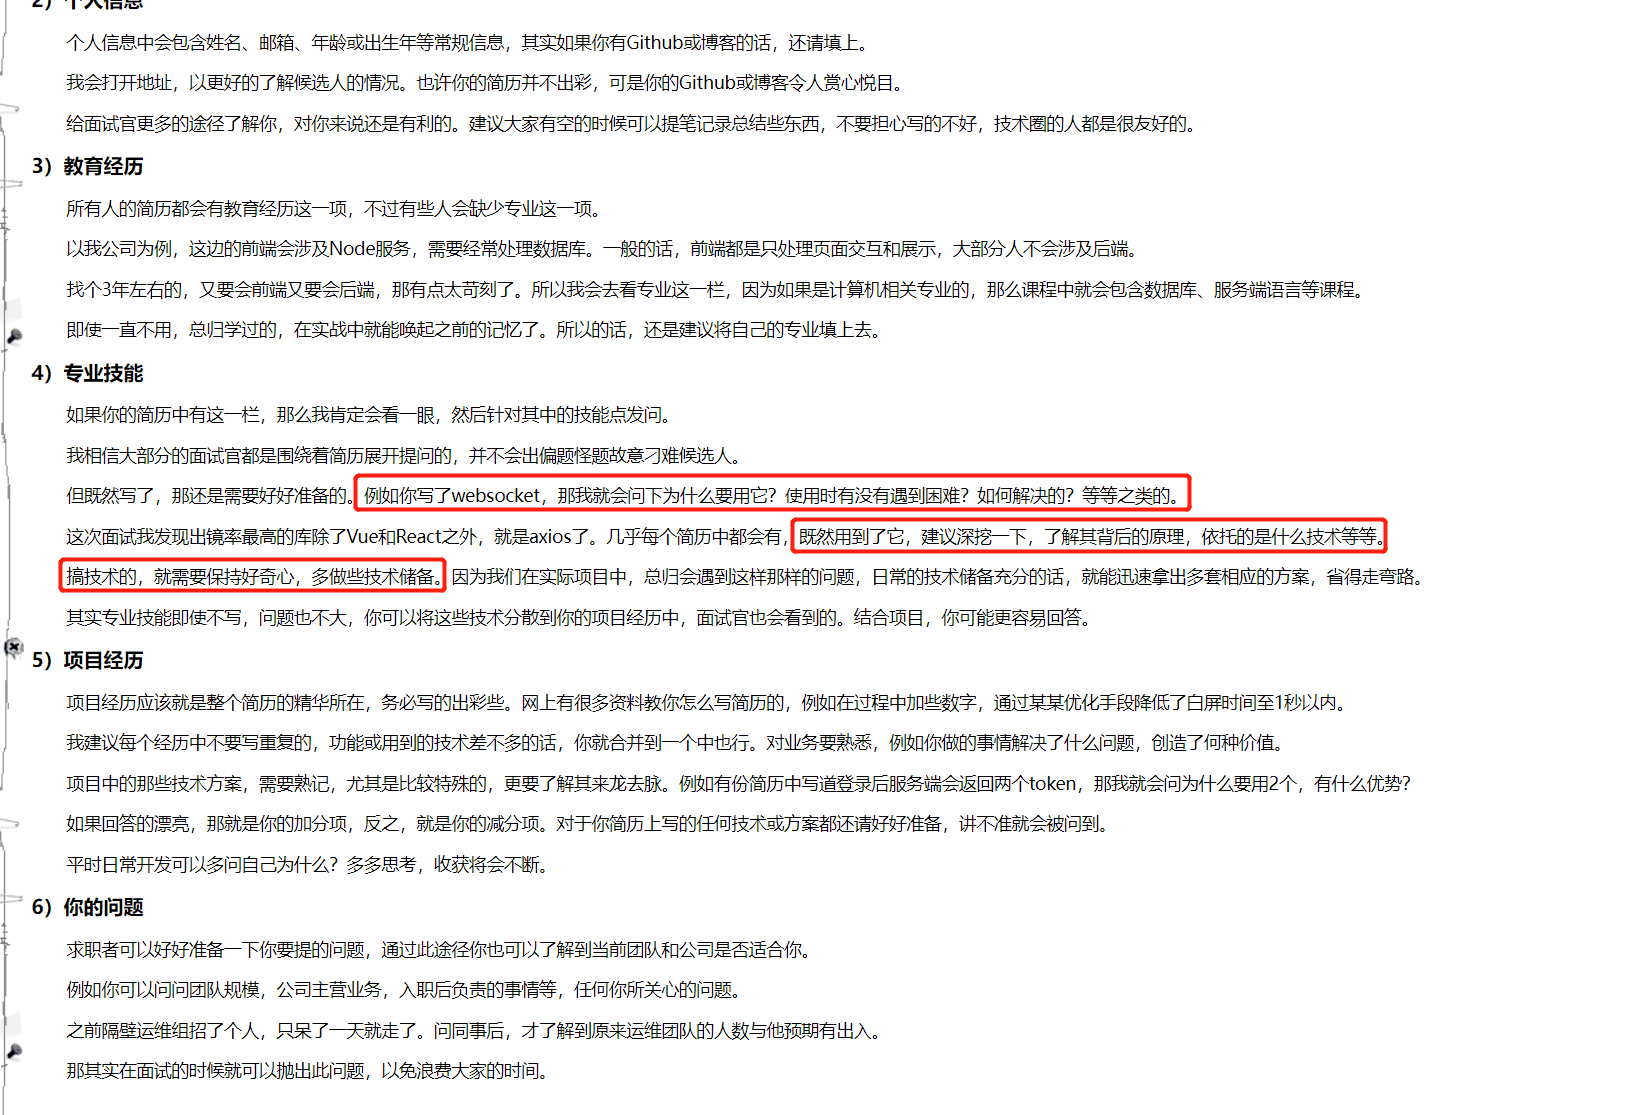 2）个人信息
个人信息中会包含姓名、邮箱、年龄或出生年等常规信息，其实如果你有Github或博客的话，还请填上。
我会打开地址，以更好的了解候选人的情况。也许你的简历并不出彩，可是你的Github或博客令人赏心悦目。
给面试官更多的途径了解你，对你来说还是有利的。建议大家有空的时候可以提笔记录总结些东西，不要担心写的不好，技术圈的人都是很友好的。
3）教育经历
所有人的简历都会有教育经历这一项，不过有些人会缺少专业这一项。
以我公司为例，这边的前端会涉及Node服务，需要经常处理数据库。一般的话，前端都是只处理页面交互和展示，大部分人不会涉及后端。
找个3年左右的，又要会前端又要会后端，那有点太苛刻了。所以我会去看专业这一栏，因为如果是计算机相关专业的，那么课程中就会包含数据库、服务端语言等课程。
即使一直不用，总归学过的，在实战中就能唤起之前的记忆了。所以的话，还是建议将自己的专业填上去。
4）专业技能
如果你的简历中有这一栏，那么我肯定会看一眼，然后针对其中的技能点发问。
我相信大部分的面试官都是围绕着简历展开提问的，并不会出偏题怪题故意刁难候选人。
但既然写了，那还是需要好好准备的。例如你写了websocket，那我就会问下为什么要用它？使用时有没有遇到困难？如何解决的？等等之类的。
这次面试我发现出镜率最高的库除了Vue和React之外，就是axios了。几乎每个简历中都会有，既然用到了它，建议深挖一下，了解其背后的原理，依托的是什么技术等等。
搞技术的，就需要保持好奇心，多做些技术储备。因为我们在实际项目中，总归会遇到这样那样的问题，日常的技术储备充分的话，就能迅速拿出多套相应的方案，省得走弯路。
其实专业技能即使不写，问题也不大，你可以将这些技术分散到你的项目经历中，面试官也会看到的。结合项目，你可能更容易回答。
5）项目经历
项目经历应该就是整个简历的精华所在，务必写的出彩些。网上有很多资料教你怎么写简历的，例如在过程中加些数字，通过某某优化手段降低了白屏时间至1秒以内。
我建议每个经历中不要写重复的，功能或用到的技术差不多的话，你就合并到一个中也行。对业务要熟悉，例如你做的事情解决了什么问题，创造了何种价值。
项目中的那些技术方案，需要熟记，尤其是比较特殊的，更要了解其来龙去脉。例如有份简历中写道登录后服务端会返回两个token，那我就会问为什么要用2个，有什么优势？
如果回答的漂亮，那就是你的加分项，反之，就是你的减分项。对于你简历上写的任何技术或方案都还请好好准备，讲不准就会被问到。
平时日常开发可以多问自己为什么？多多思考，收获将会不断。
6）你的问题
求职者可以好好准备一下你要提的问题，通过此途径你也可以了解到当前团队和公司是否适合你。
例如你可以问问团队规模，公司主营业务，入职后负责的事情等，任何你所关心的问题。
之前隔壁运维组招了个人，只呆了一天就走了。问同事后，才了解到原来运维团队的人数与他预期有出入。
那其实在面试的时候就可以抛出此问题，以免浪费大家的时间。